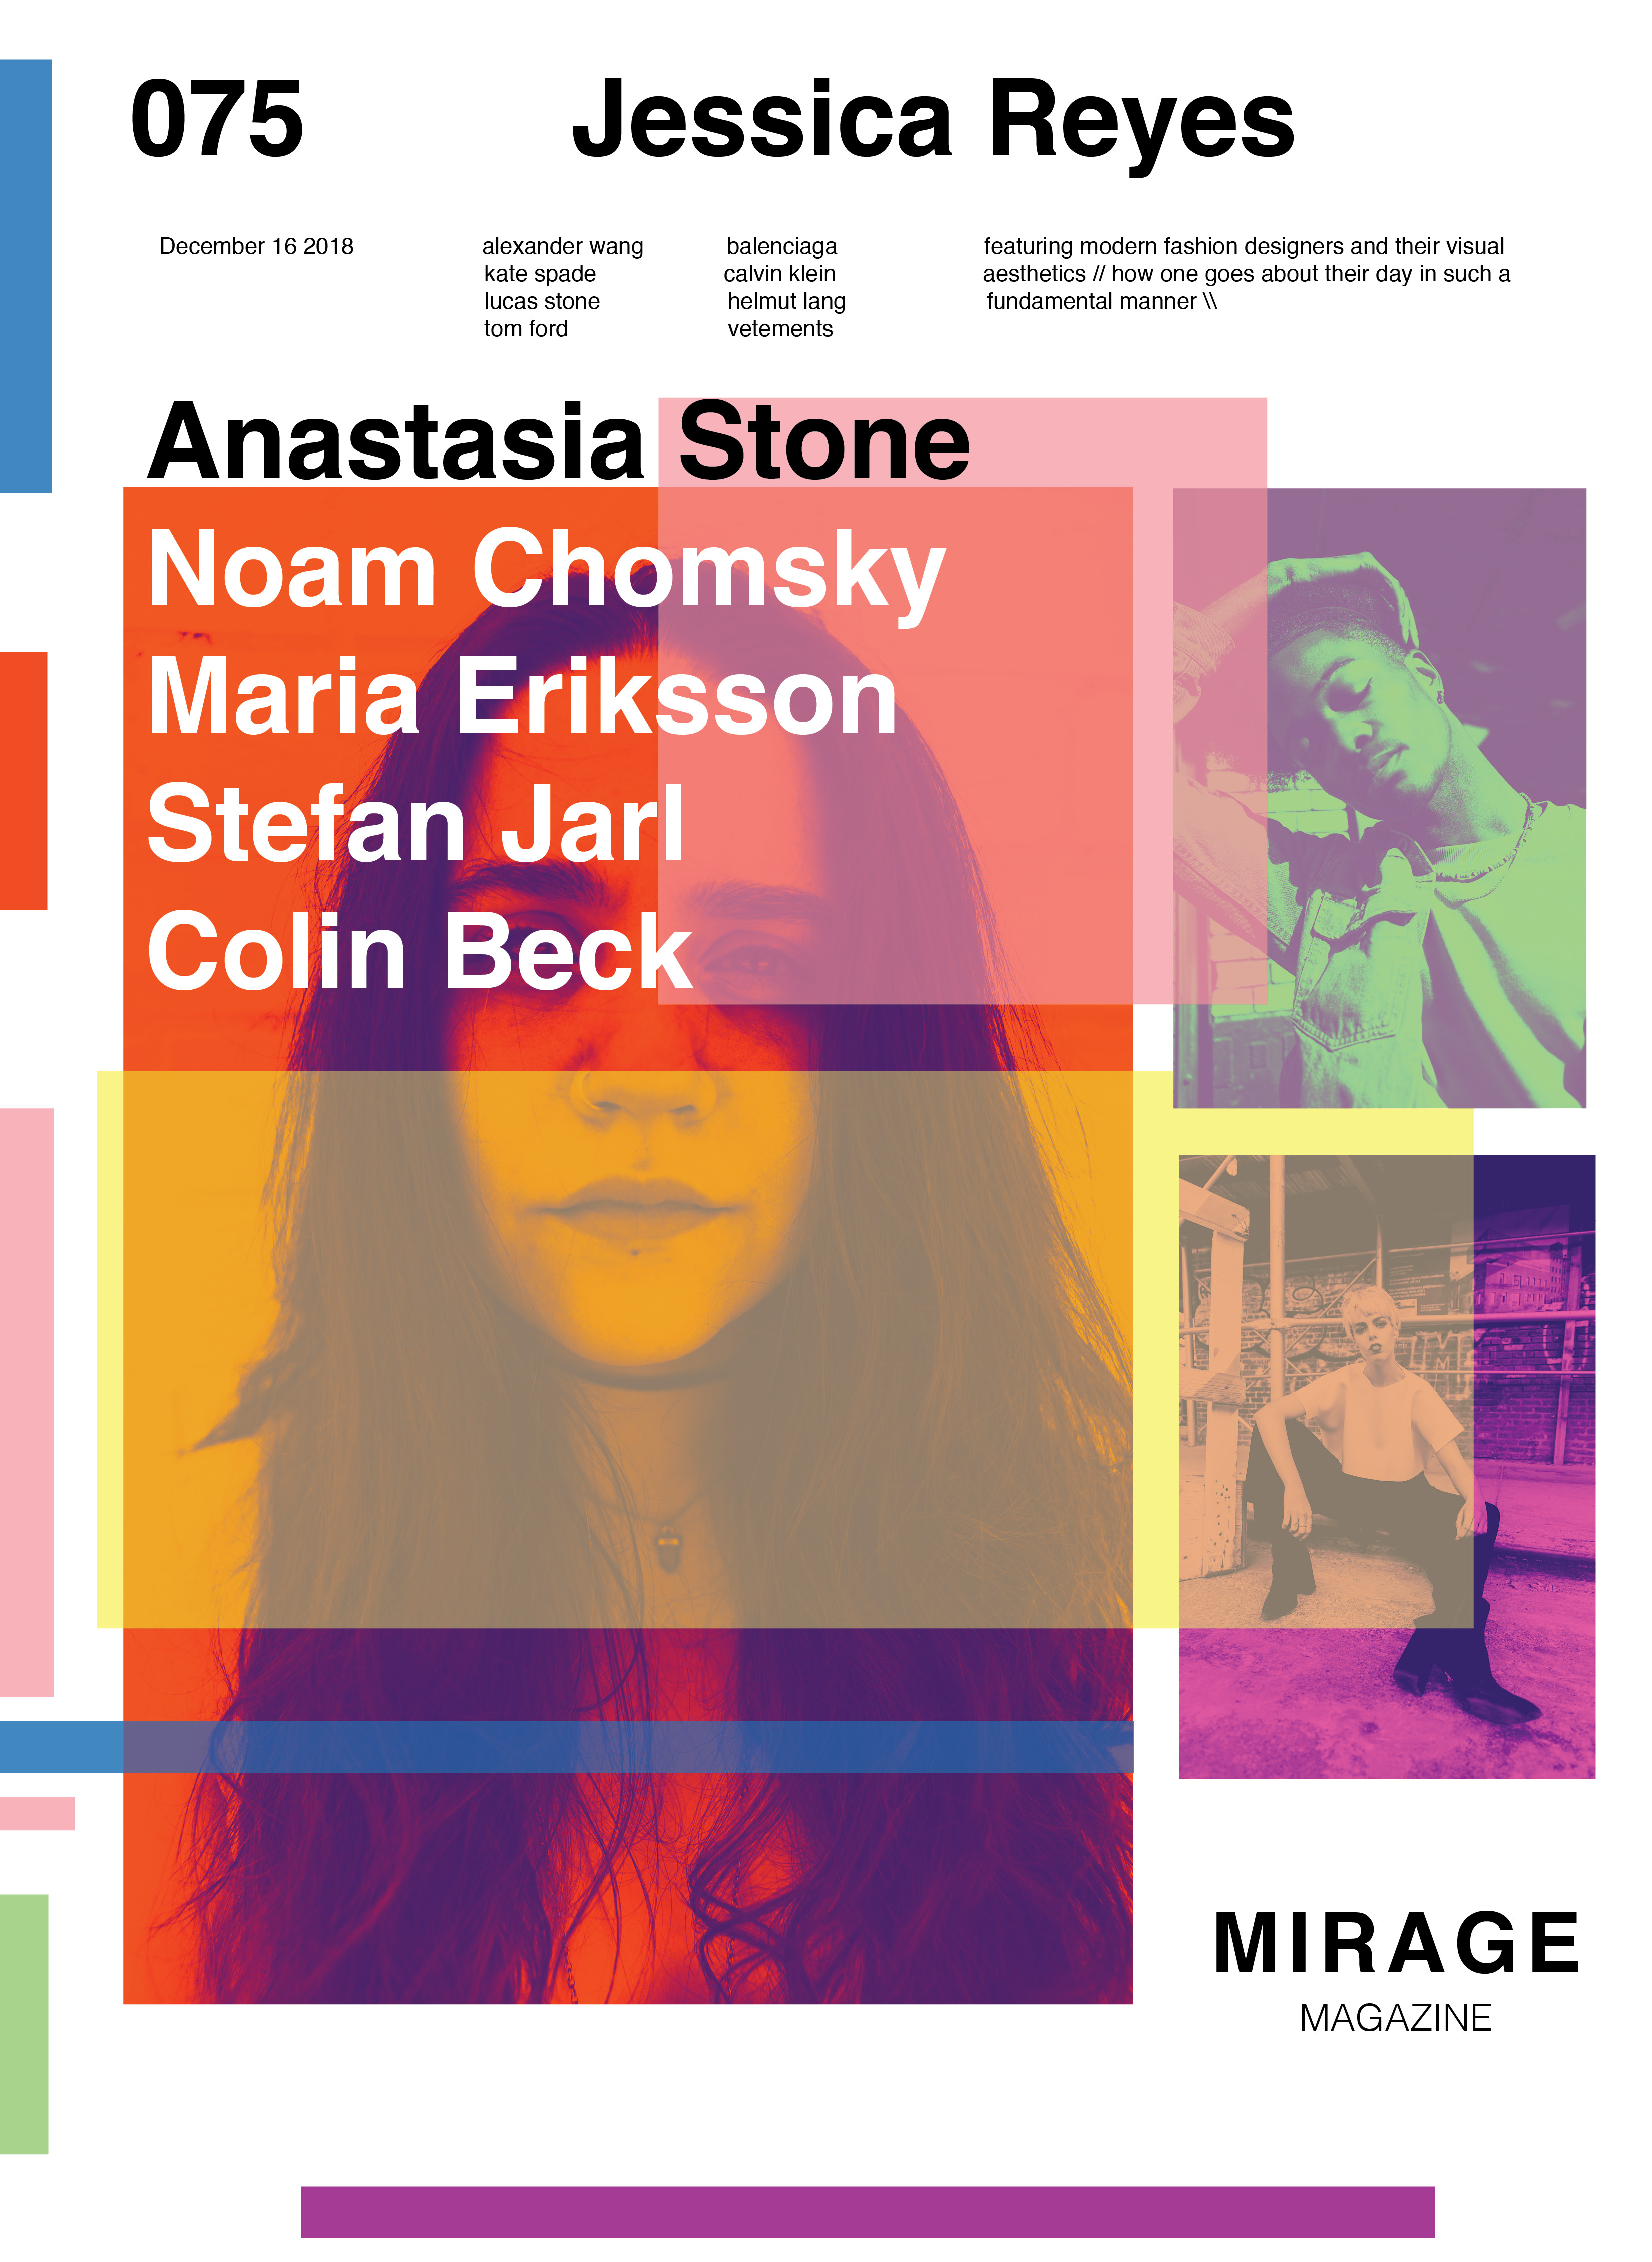 075
Jessica Reyes
December 16 2018
alexander wang
kate spade
lucas stone
tom ford
balenciaga
calvin klein
helmut lang
vetements
featuring modern fashion designers and their visual
aesthetics // how one goes about their day in such a
fundamental manner \\
Anastasia Stone
Noam Chomsky
Maria Eriksson
Stefan Jarl
Colin Beck
MIRAGE
MAGAZINE